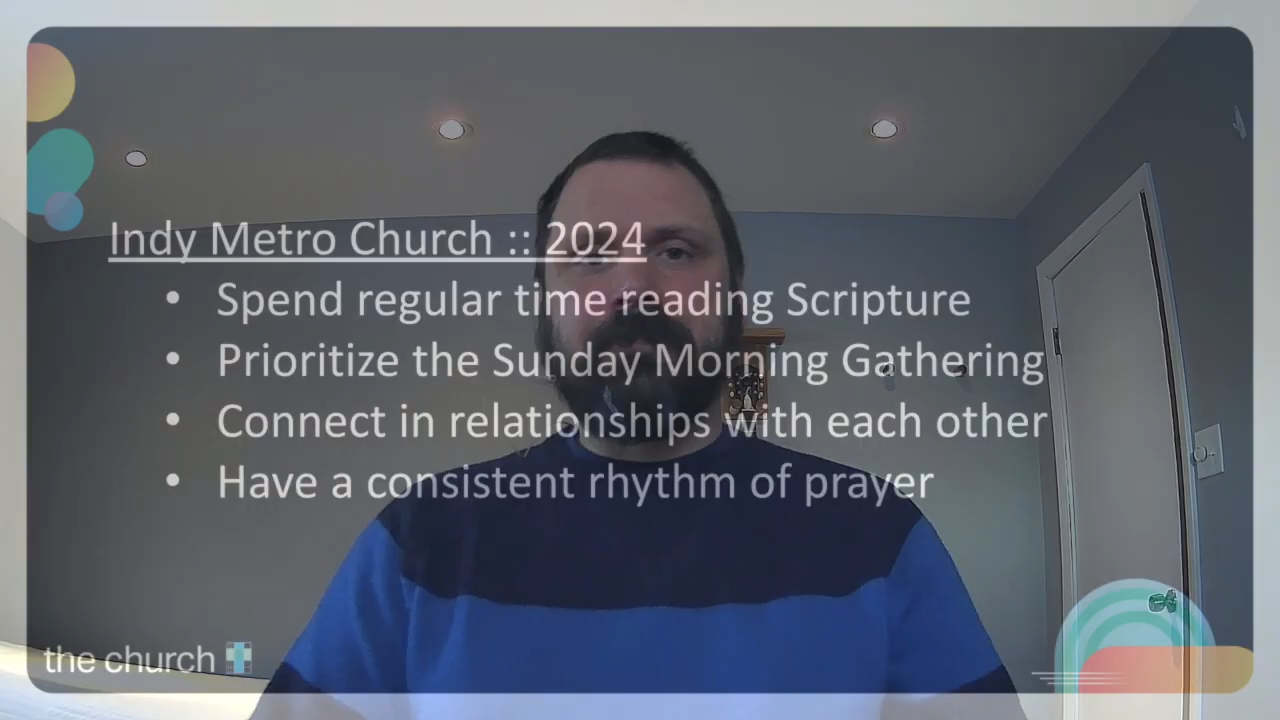 Indy Metro Church :: 2024
• Spend regular time reading Scripture
• Prioritize the Sunday Morning Gathering
• Connect in relationships with each other
• Have a consistent rhythm of prayer
the church